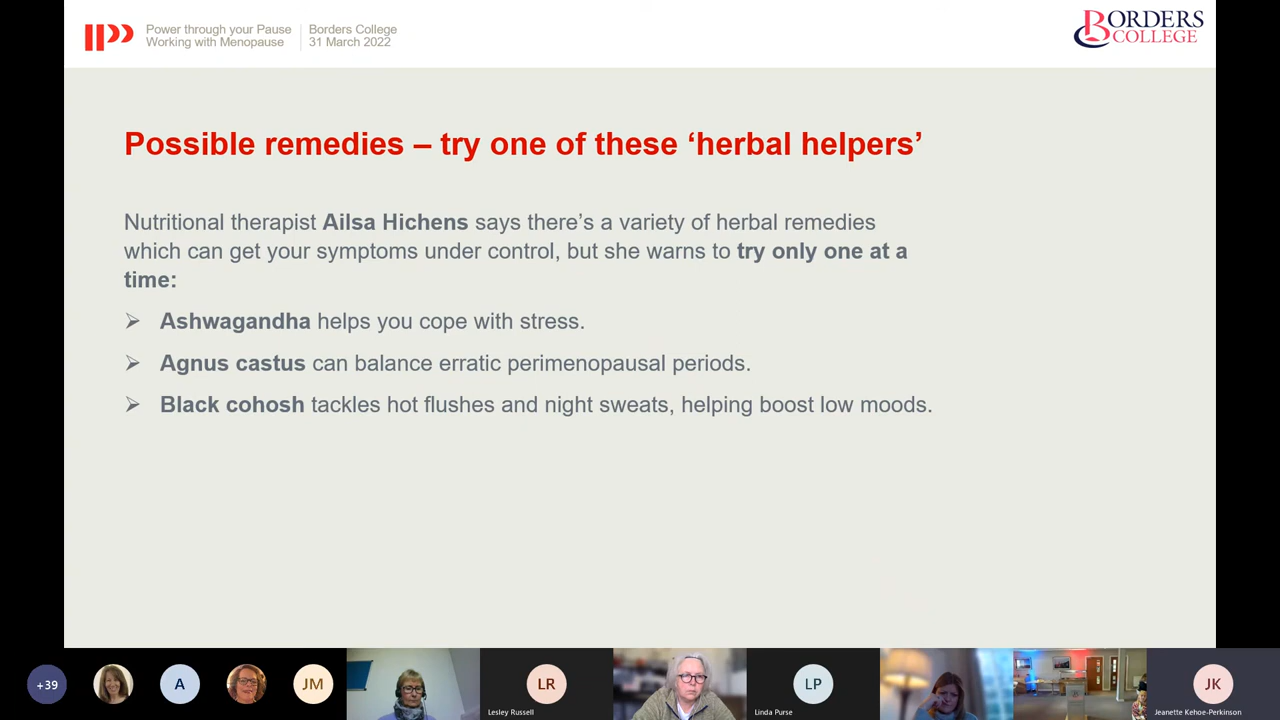 Power through your Pause
Working with Menopause
Borders College
31 March 2022
BORDERS
COLLEGE
Possible remedies – try one of these ‘herbal helpers’
Nutritional therapist Ailsa Hichens says there’s a variety of herbal remedies
which can get your symptoms under control, but she warns to try only one at a
time:
Ashwagandha helps you cope with stress.
Agnus castus can balance erratic perimenopausal periods.
Black cohosh tackles hot flushes and night sweats, helping boost low moods.
+39
A
JM
LR
Lesley Russell
LP
Linda Purse
JK
Jeanette Kehoe-Perkinson